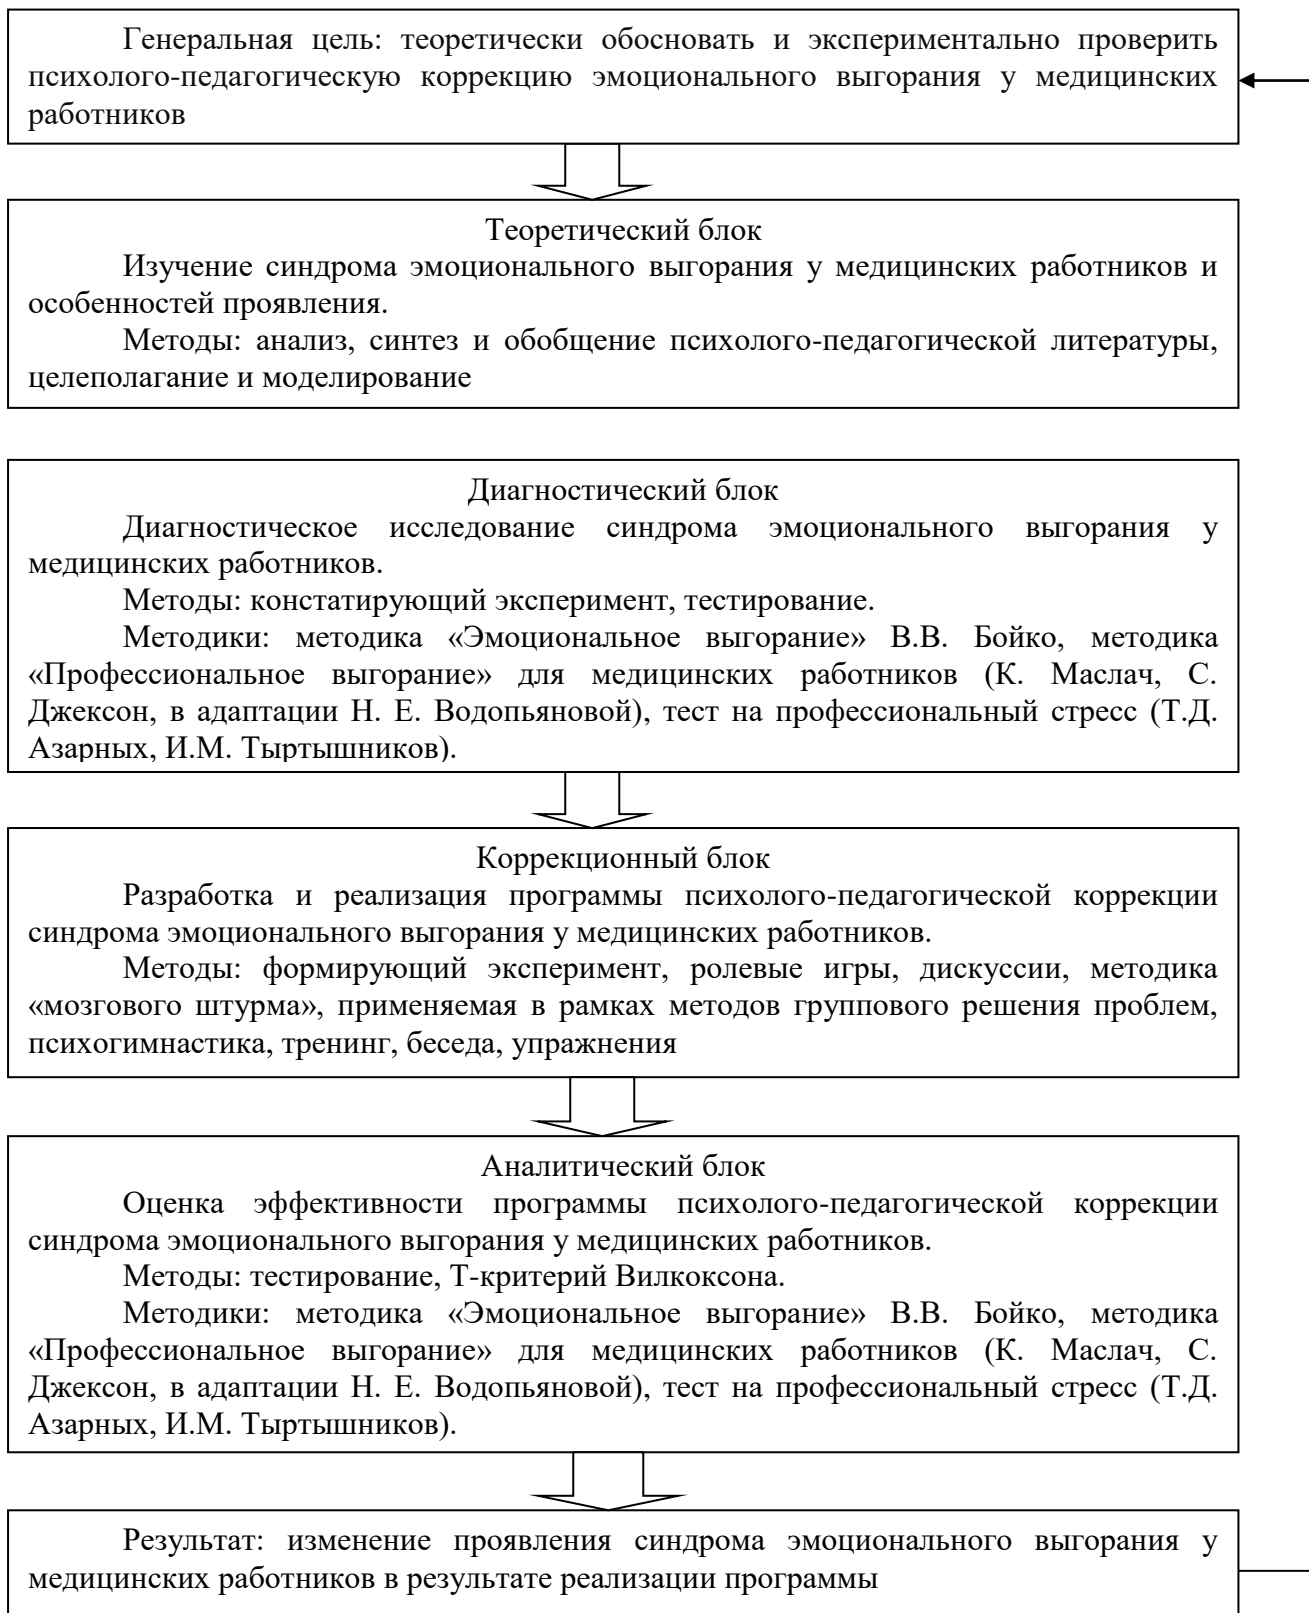 Генеральная цель: теоретически обосновать и экспериментально проверить
психолого-педагогическую коррекцию эмоционального выгорания у медицинских
работников
Теоретический блок
Изучение синдрома эмоционального выгорания у медицинских работников и
особенностей проявления.
Методы: анализ, синтез и обобщение психолого-педагогической литературы,
целеполагание и моделирование
Диагностический блок
Диагностическое исследование синдрома эмоционального выгорания у
медицинских работников.
Методы: констатирующий эксперимент, тестирование.
Методики: методика «Эмоциональное выгорание» В.В. Бойко, методика
«Профессиональное выгорание» для медицинских работников (К. Маслач, С.
Джексон, в адаптации Н. Е. Водопьяновой), тест на профессиональный стресс (Т.Д.
Азарных, И.М. Тыртышников).
Коррекционный блок
Разработка и реализация программы психолого-педагогической коррекции
синдрома эмоционального выгорания у медицинских работников.
Методы: формирующий эксперимент, ролевые игры, дискуссии, методика
«мозгового штурма», применяемая в рамках методов группового решения проблем,
психогимнастика, тренинг, беседа, упражнения
Аналитический блок
Оценка эффективности программы психолого-педагогической коррекции
синдрома эмоционального выгорания у медицинских работников.
Методы: тестирование, Т-критерий Вилкоксона.
Методики: методика «Эмоциональное выгорание» В.В. Бойко, методика
«Профессиональное выгорание» для медицинских работников (К. Маслач, С.
Джексон, в адаптации Н. Е. Водопьяновой), тест на профессиональный стресс (Т.Д.
Азарных, И.М. Тыртышников).
Результат: изменение проявления синдрома эмоционального выгорания у
медицинских работников в результате реализации программы